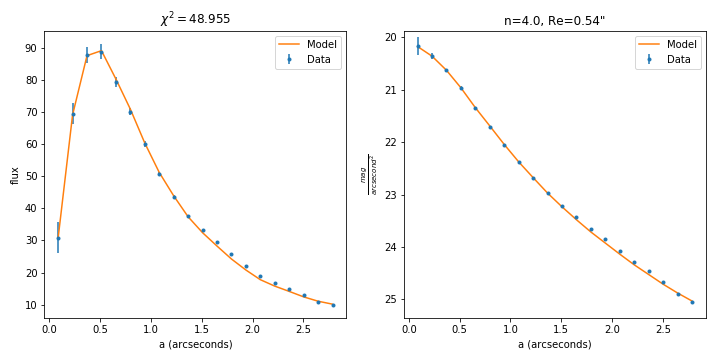 χ² = 48.955
Model
Data
flux
90
80
70
60
50
40
30
20
10
0.0 0.5 1.0 1.5 2.0 2.5
a (arcseconds)
n=4.0, Re=0.54"
Model
Data
mag/arcsecond²
20
21
22
23
24
25
0.0 0.5 1.0 1.5 2.0 2.5
a (arcseconds)